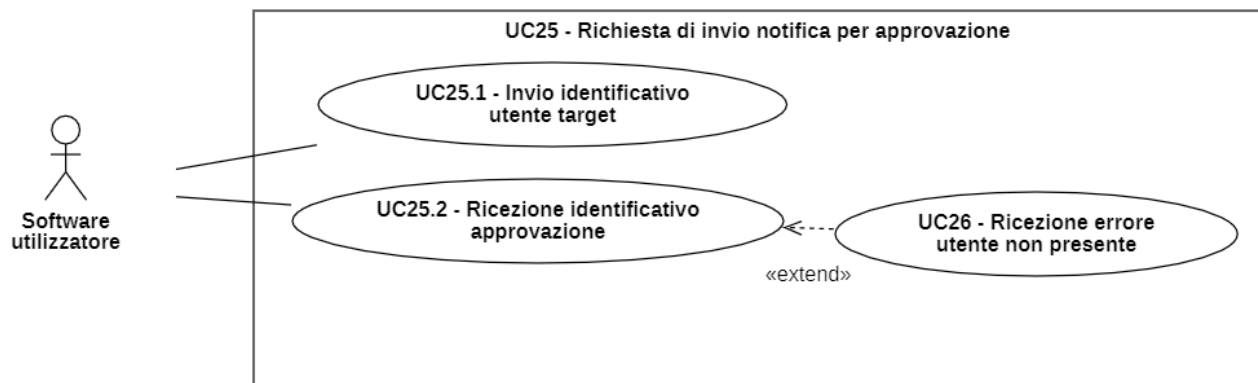 UC25 - Richiesta di invio notifica per approvazione
UC25.1 - Invio identificativo
utente target
Software
utilizzatore
UC25.2 - Ricezione identificativo
approvazione
UC26 - Ricezione errore
utente non presente
«extend»